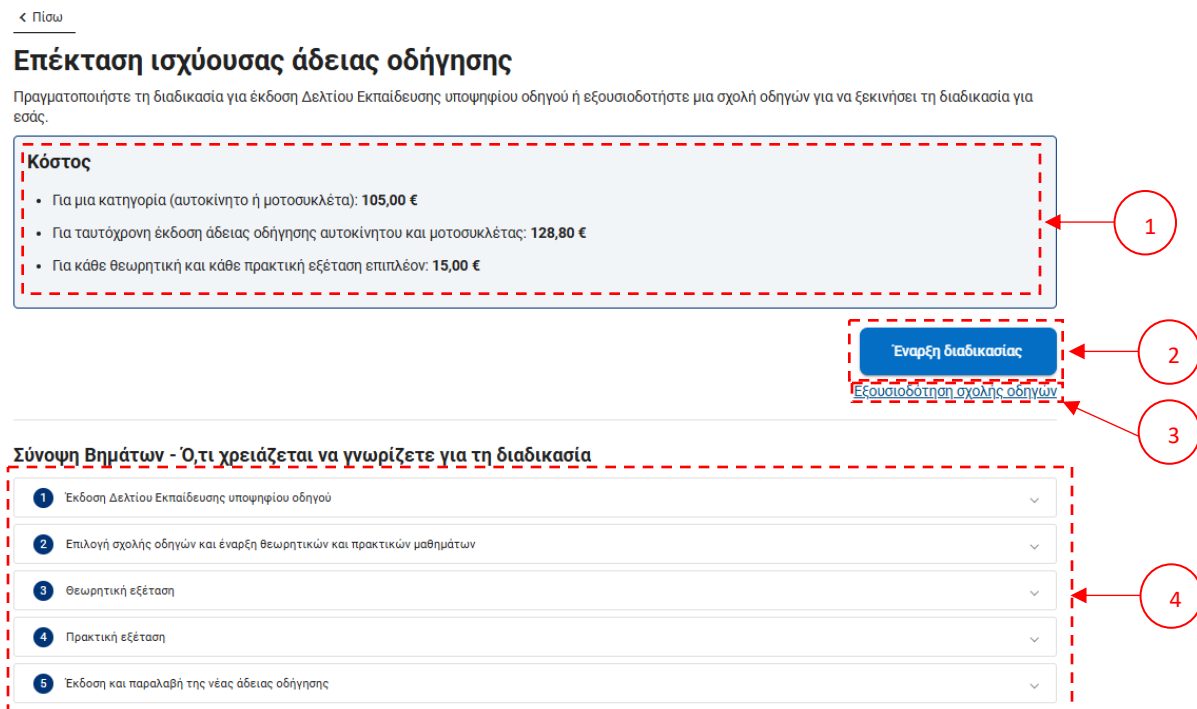 Πίσω
Επέκταση ισχύουσας άδειας οδήγησης
Πραγματοποιήστε τη διαδικασία για έκδοση Δελτίου Εκπαίδευσης υποψηφίου οδηγού ή εξουσιοδοτήστε μια σχολή οδηγών για να ξεκινήσει τη διαδικασία για
εσάς.
Κόστος
• Για μια κατηγορία (αυτοκίνητο ή μοτοσυκλέτα): 105,00 €
• Για ταυτόχρονη έκδοση άδειας οδήγησης αυτοκίνητου και μοτοσυκλέτας: 128,80 €
• Για κάθε θεωρητική και κάθε πρακτική εξέταση επιπλέον: 15,00 €
1
Έναρξη διαδικασίας
2
Εξουσιοδότηση σχολής οδηγών
3
Σύνοψη Βημάτων - Ό,τι χρειάζεται να γνωρίζετε για τη διαδικασία
1 Έκδοση Δελτίου Εκπαίδευσης υποψηφίου οδηγού
2 Επιλογή σχολής οδηγών και έναρξη θεωρητικών και πρακτικών μαθημάτων
3 Θεωρητική εξέταση
4
4 Πρακτική εξέταση
5 Έκδοση και παραλαβή της νέας άδειας οδήγησης